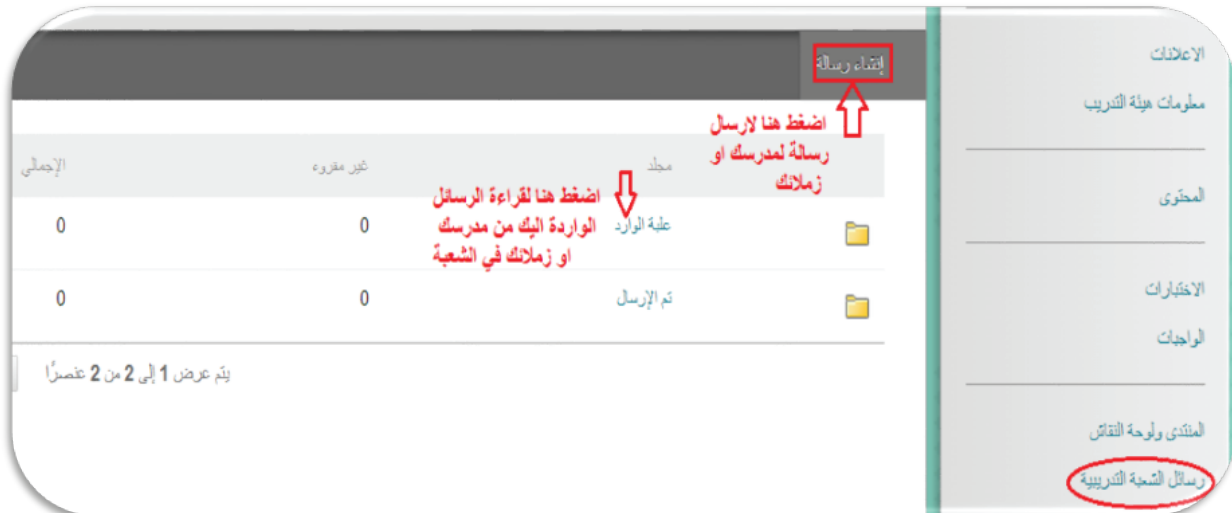 الاعلانات
معلومات هيئة التدريب
المحتوى
الاختبارات
الواجبات
المنتدى ولوحة النقاش
رسائل الشعبة التدريبية
إنشاء رسالة
اضغط هنا لارسال
رسالة لمدرسك او
زملائك
مجلد غير مقروء الإجمالي
اضغط هنا لقراءة الرسائل
الواردة اليك من مدرسك
او زملائك في الشعبة
علبة الوارد 0 0
تم الإرسال 0 0
يتم عرض 1 إلى 2 من 2 عنصرًا